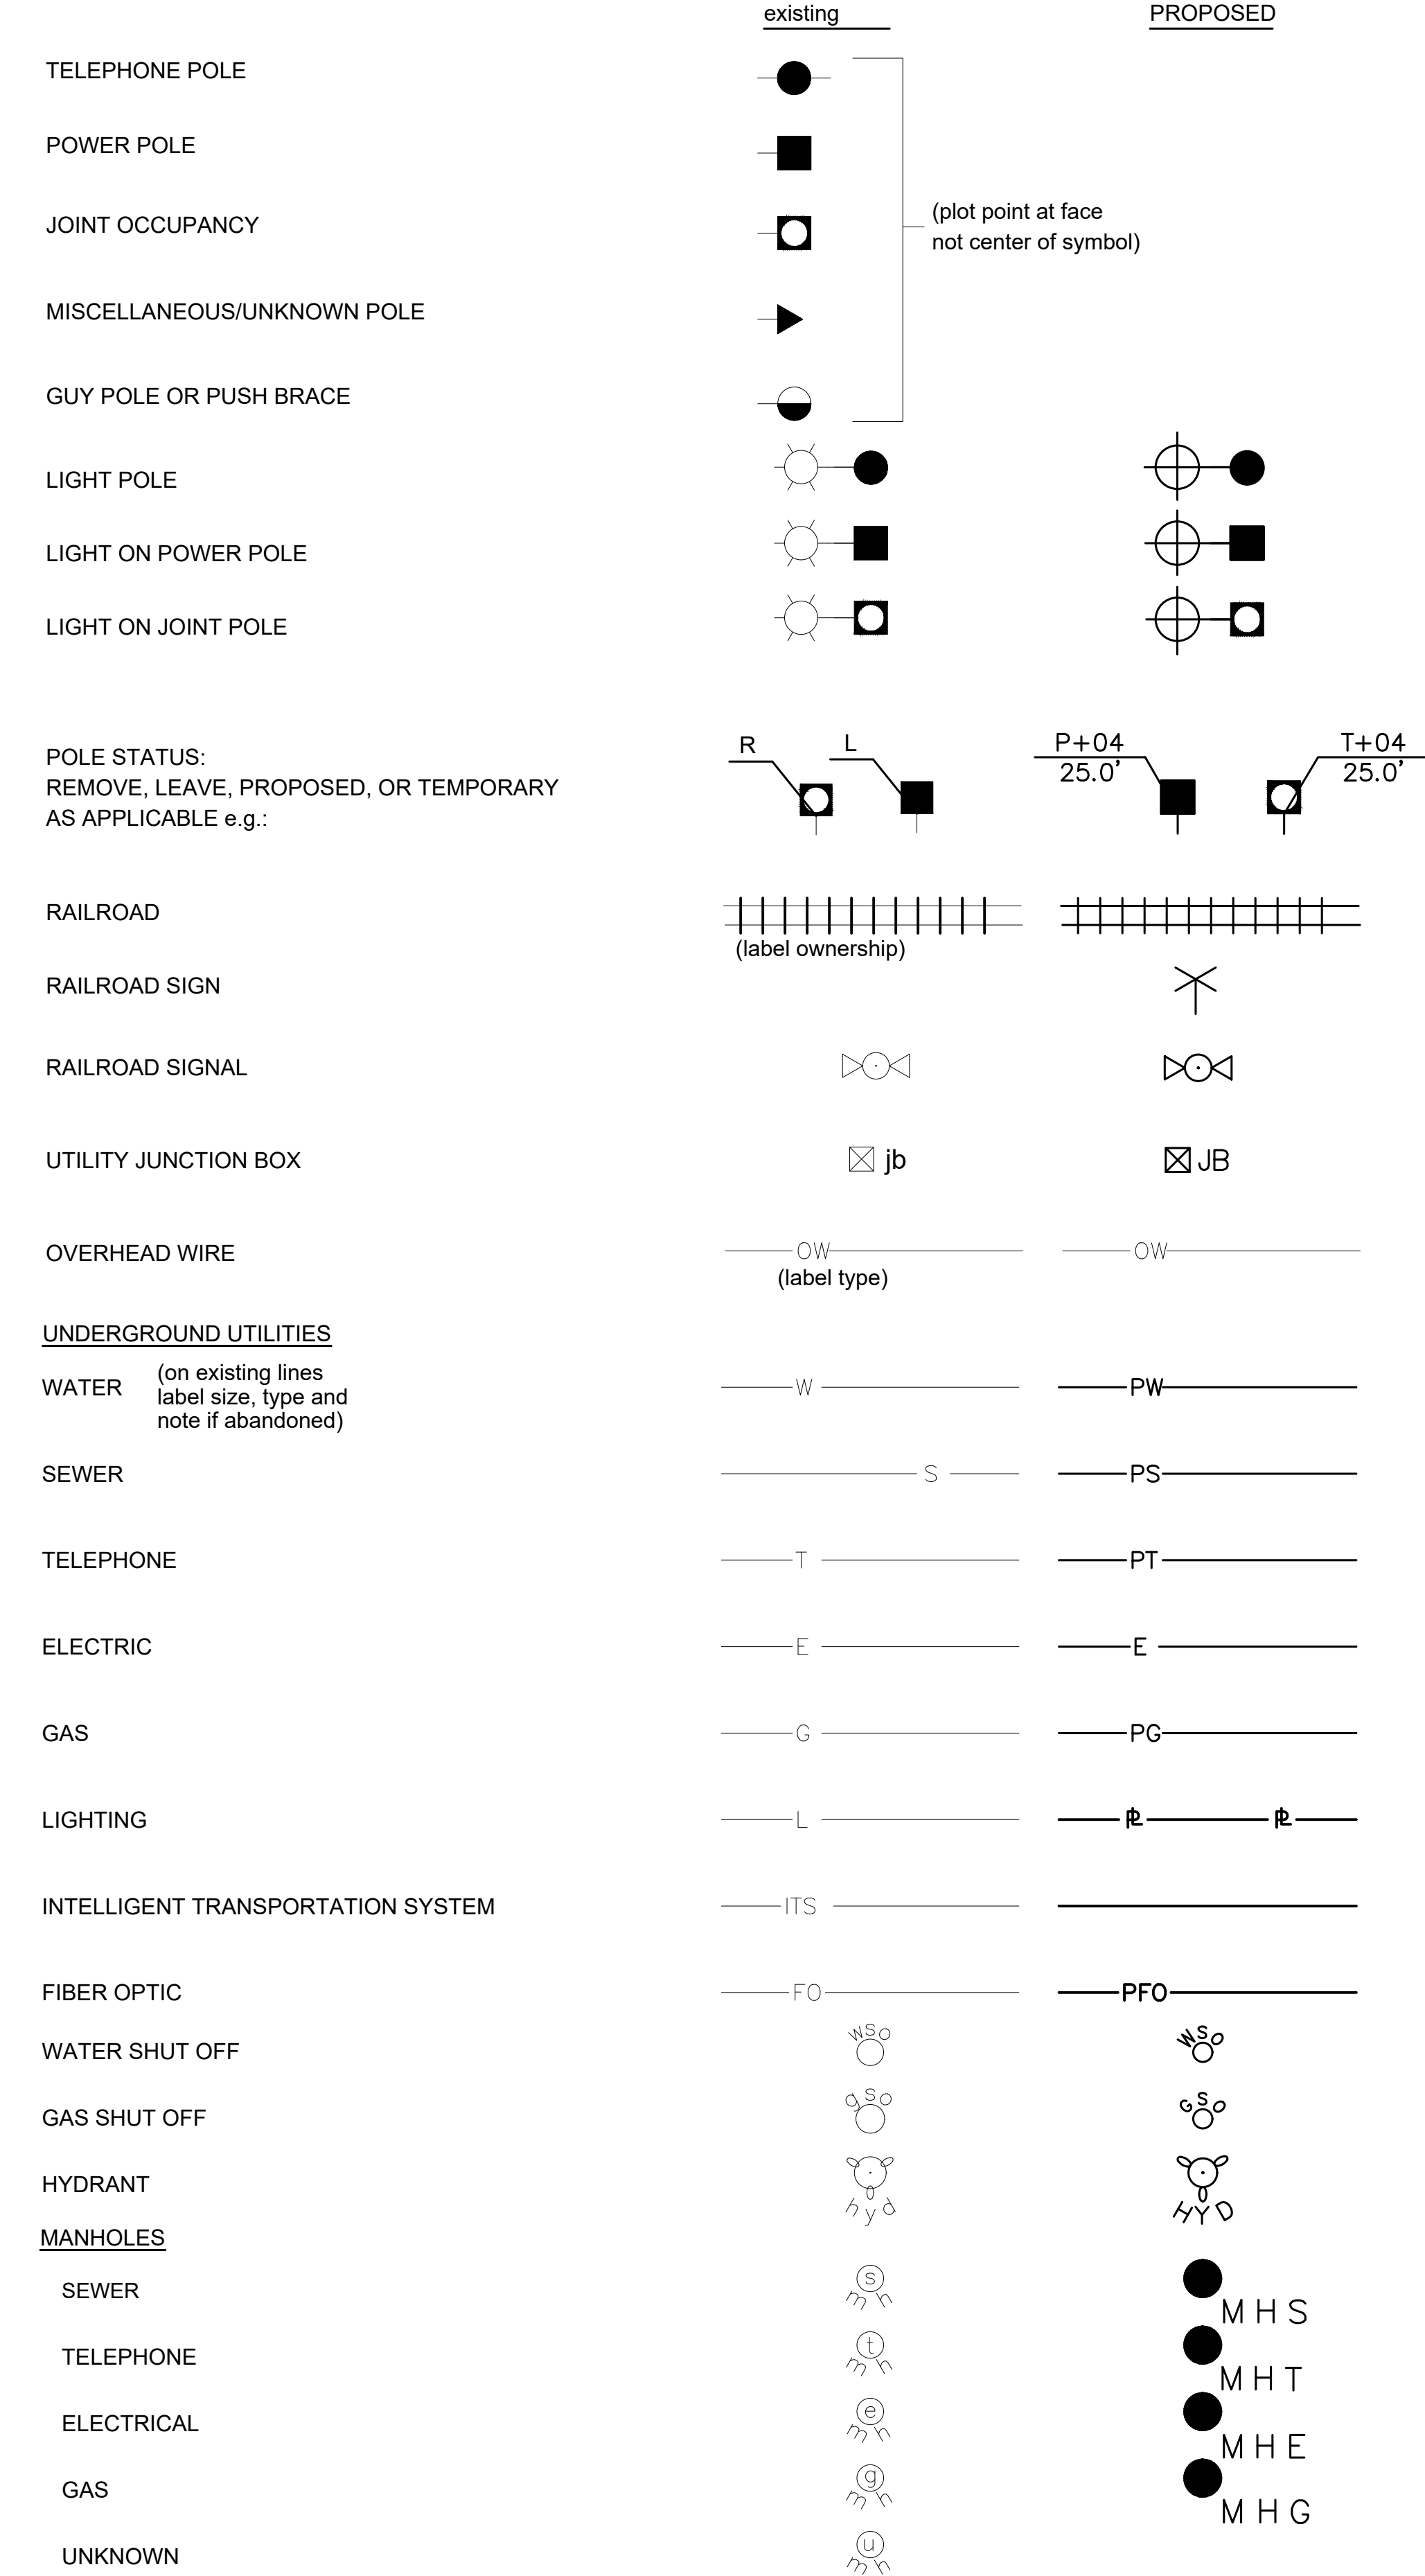 existing PROPOSED
TELEPHONE POLE
POWER POLE
JOINT OCCUPANCY
(plot point at face
not center of symbol)
MISCELLANEOUS/UNKNOWN POLE
GUY POLE OR PUSH BRACE
LIGHT POLE
LIGHT ON POWER POLE
LIGHT ON JOINT POLE
POLE STATUS:
REMOVE, LEAVE, PROPOSED, OR TEMPORARY
AS APPLICABLE e.g.:
R L P+04 T+04
25.0' 25.0'
RAILROAD
(label ownership)
RAILROAD SIGN
RAILROAD SIGNAL
UTILITY JUNCTION BOX jb JB
OVERHEAD WIRE OW OW
(label type)
UNDERGROUND UTILITIES
WATER (on existing lines
label size, type and
note if abandoned)
W PW
SEWER S PS
TELEPHONE T PT
ELECTRIC E E
GAS G PG
LIGHTING L PL PL
INTELLIGENT TRANSPORTATION SYSTEM ITS
FIBER OPTIC FO PFO
WATER SHUT OFF wso WSO
GAS SHUT OFF gso GSO
HYDRANT hyd HYD
MANHOLES
SEWER s mh MHS
TELEPHONE t mh MHT
ELECTRICAL e mh MHE
GAS g mh MHG
UNKNOWN u mh